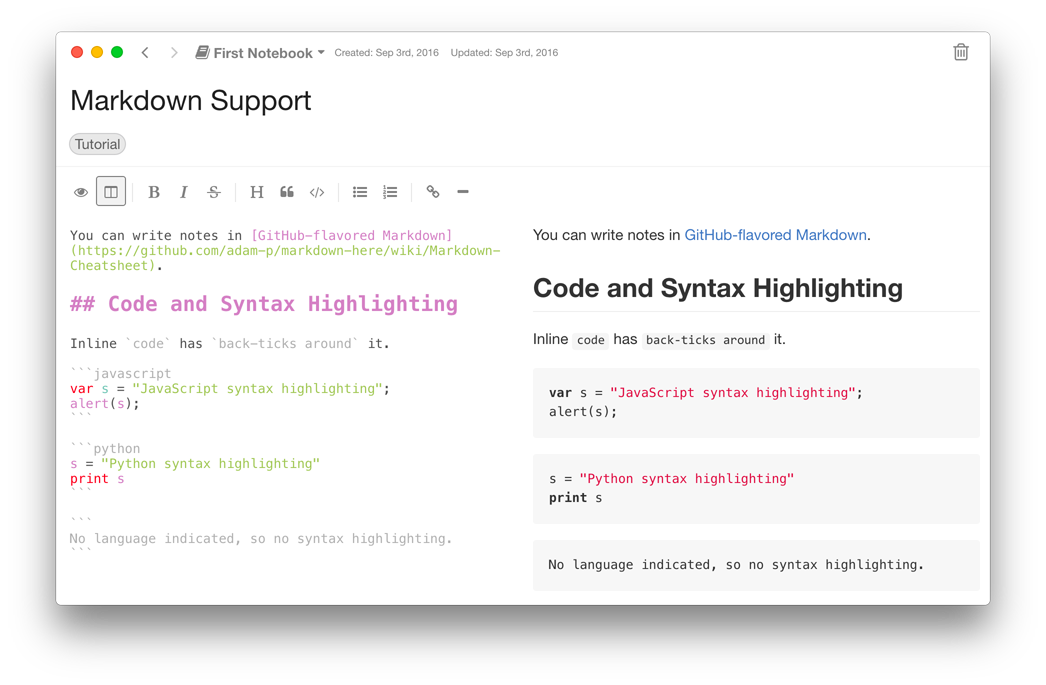 First Notebook Created: Sep 3rd, 2016 Updated: Sep 3rd, 2016
Markdown Support
Tutorial
B I S H </>
You can write notes in [GitHub-flavored Markdown]
(https://github.com/adam-p/markdown-here/wiki/Markdown-
Cheatsheet).
## Code and Syntax Highlighting
Inline `code` has `back-ticks around` it.
```javascript
var s = "JavaScript syntax highlighting";
alert(s);
```
```python
s = "Python syntax highlighting"
print s
```
```
No language indicated, so no syntax highlighting.
```
You can write notes in GitHub-flavored Markdown.
Code and Syntax Highlighting
Inline code has back-ticks around it.
var s = "JavaScript syntax highlighting";
alert(s);
s = "Python syntax highlighting"
print s
No language indicated, so no syntax highlighting.